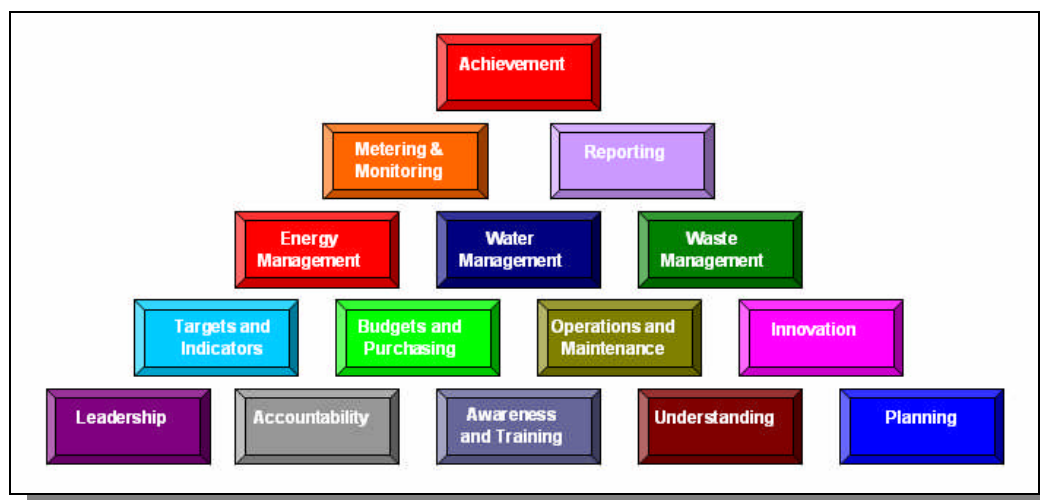 Achievement
Metering &
Monitoring
Reporting
Energy
Management
Water
Management
Waste
Management
Targets and
Indicators
Budgets and
Purchasing
Operations and
Maintenance
Innovation
Leadership
Accountability
Awareness
and Training
Understanding
Planning